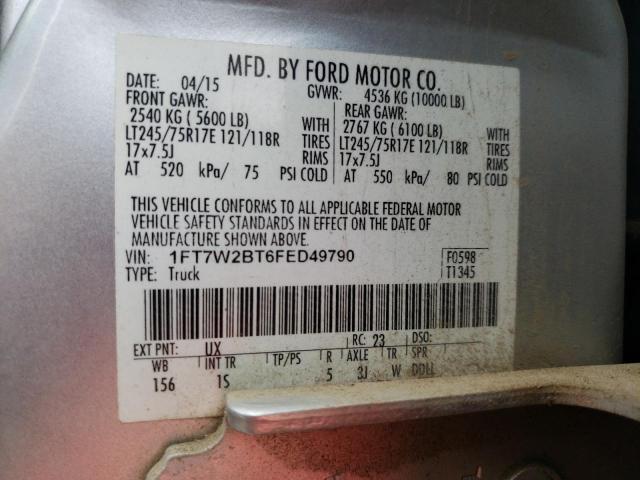 MFD. BY FORD MOTOR CO.
DATE: 04/15 GVWR: 4536 KG (10000 LB)
FRONT GAWR: REAR GAWR:
2540 KG ( 5600 LB) WITH 2767 KG ( 6100 LB) WITH
LT245/75R17E 121/118R TIRES LT245/75R17E 121/118R TIRES
17x7.5J RIMS 17x7.5J RIMS
AT 520 kPa/ 75 PSI COLD AT 550 kPa/ 80 PSI COLD
THIS VEHICLE CONFORMS TO ALL APPLICABLE FEDERAL MOTOR
VEHICLE SAFETY STANDARDS IN EFFECT ON THE DATE OF
MANUFACTURE SHOWN ABOVE.
VIN: 1FT7W2BT6FED49790 F0598
TYPE: Truck T1345
EXT PNT: UX RC: 23 DSO:
WB INT TR TP/PS R AXLE TR SPR
156 1S 5 3J W DDLL